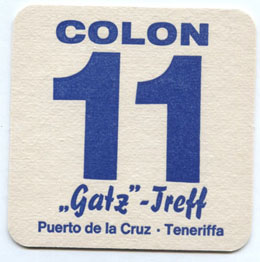 COLON
11
„Gatz”-Treff
Puerto de la Cruz · Teneriffa